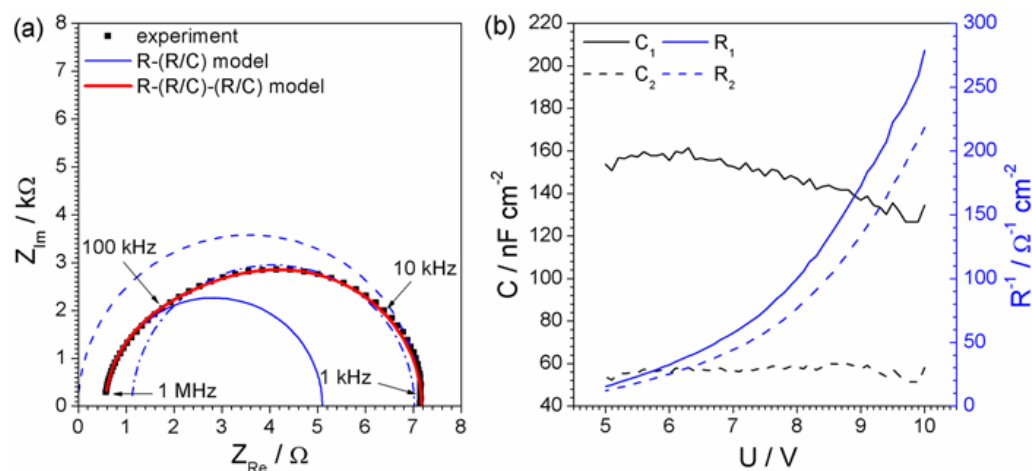 (a)
experiment
R-(R/C) model
R-(R/C)-(R/C) model
Z_Im / kΩ
8
7
6
5
4
3
2
1
0
100 kHz
10 kHz
1 MHz
1 kHz
0 1 2 3 4 5 6 7 8
Z_Re / Ω
(b)
C₁ R₁
C₂ R₂
C / nF cm⁻²
220
200
180
160
140
120
100
80
60
40
5 6 7 8 9 10
U / V
300
250
200
150
100
50
0
R⁻¹ / Ω⁻¹ cm⁻²